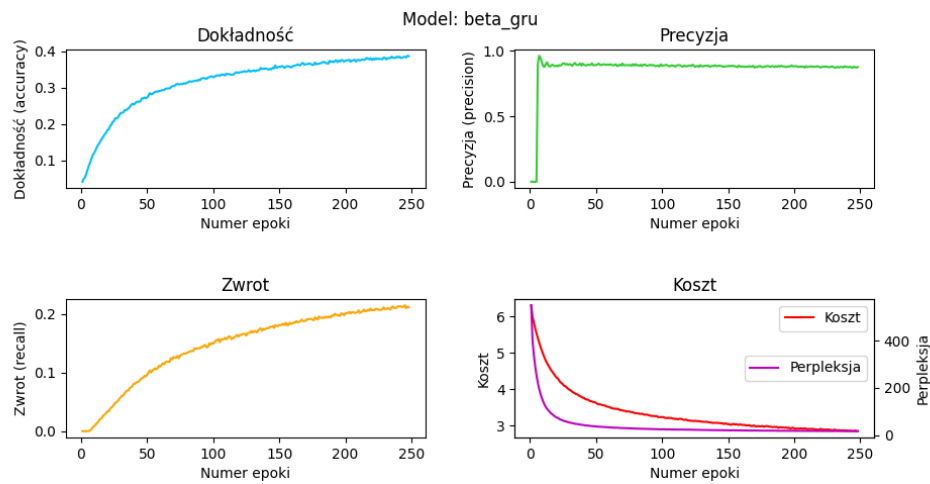 Model: beta_gru
Dokładność
Dokładność (accuracy)
0.4
0.3
0.2
0.1
0 50 100 150 200 250
Numer epoki
Precyzja
Precyzja (precision)
1.0
0.5
0.0
0 50 100 150 200 250
Numer epoki
Zwrot
Zwrot (recall)
0.2
0.1
0.0
0 50 100 150 200 250
Numer epoki
Koszt
Koszt
6
5
4
3
Koszt
Perpleksja
400
200
0
Perpleksja
0 50 100 150 200 250
Numer epoki